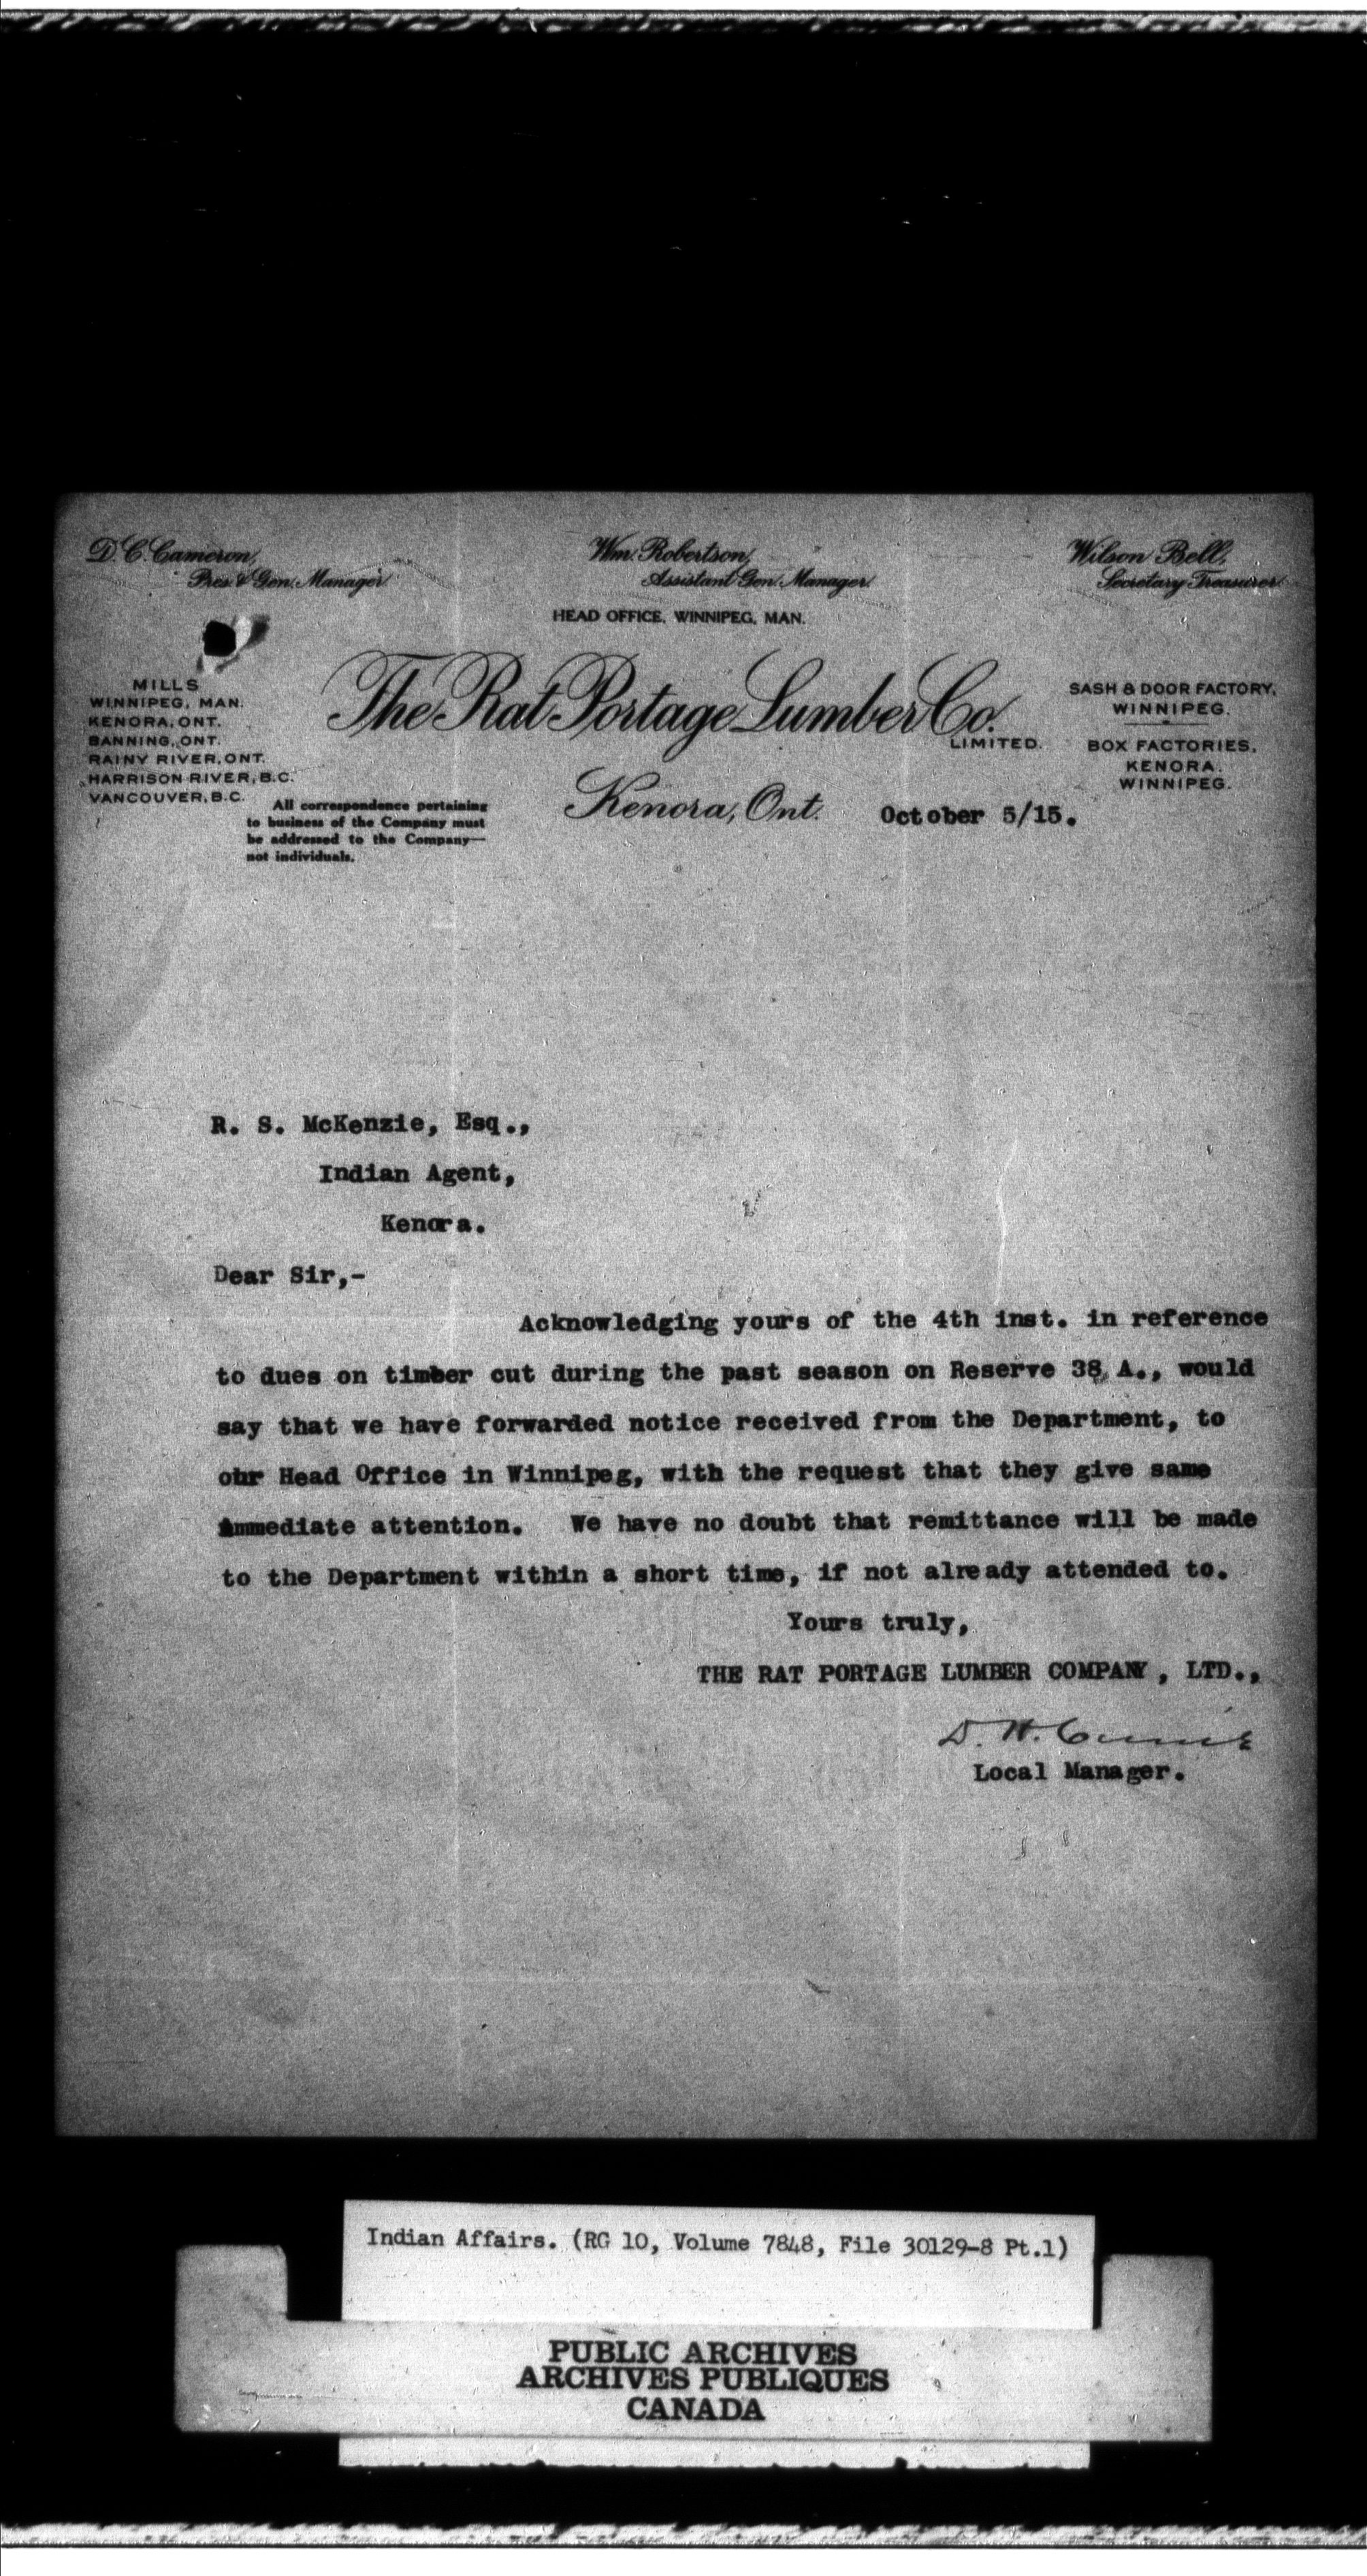 D. C. Cameron,
Pres. & Gen. Manager
Wm. Robertson,
Assistant Gen. Manager.
Wilson Bell,
Secretary Treasurer.
HEAD OFFICE, WINNIPEG, MAN.
The Rat Portage Lumber Co.
LIMITED.
MILLS
WINNIPEG, MAN.
KENORA, ONT.
BANNING, ONT.
RAINY RIVER, ONT.
HARRISON RIVER, B.C.
VANCOUVER, B.C.
SASH & DOOR FACTORY,
WINNIPEG.
BOX FACTORIES,
KENORA.
WINNIPEG.
All correspondence pertaining
to business of the Company must
be addressed to the Company—
not individuals.
Kenora, Ont. October 5/15.
R. S. McKenzie, Esq.,
Indian Agent,
Kenora.
Dear Sir,-
Acknowledging yours of the 4th inst. in reference
to dues on timber cut during the past season on Reserve 38 A., would
say that we have forwarded notice received from the Department, to
our Head Office in Winnipeg, with the request that they give same
immediate attention. We have no doubt that remittance will be made
to the Department within a short time, if not already attended to.
Yours truly,
THE RAT PORTAGE LUMBER COMPANY, LTD.,
D. H.
Local Manager.
Indian Affairs. (RG 10, Volume 7848, File 30129-8 Pt.1)
PUBLIC ARCHIVES
ARCHIVES PUBLIQUES
CANADA